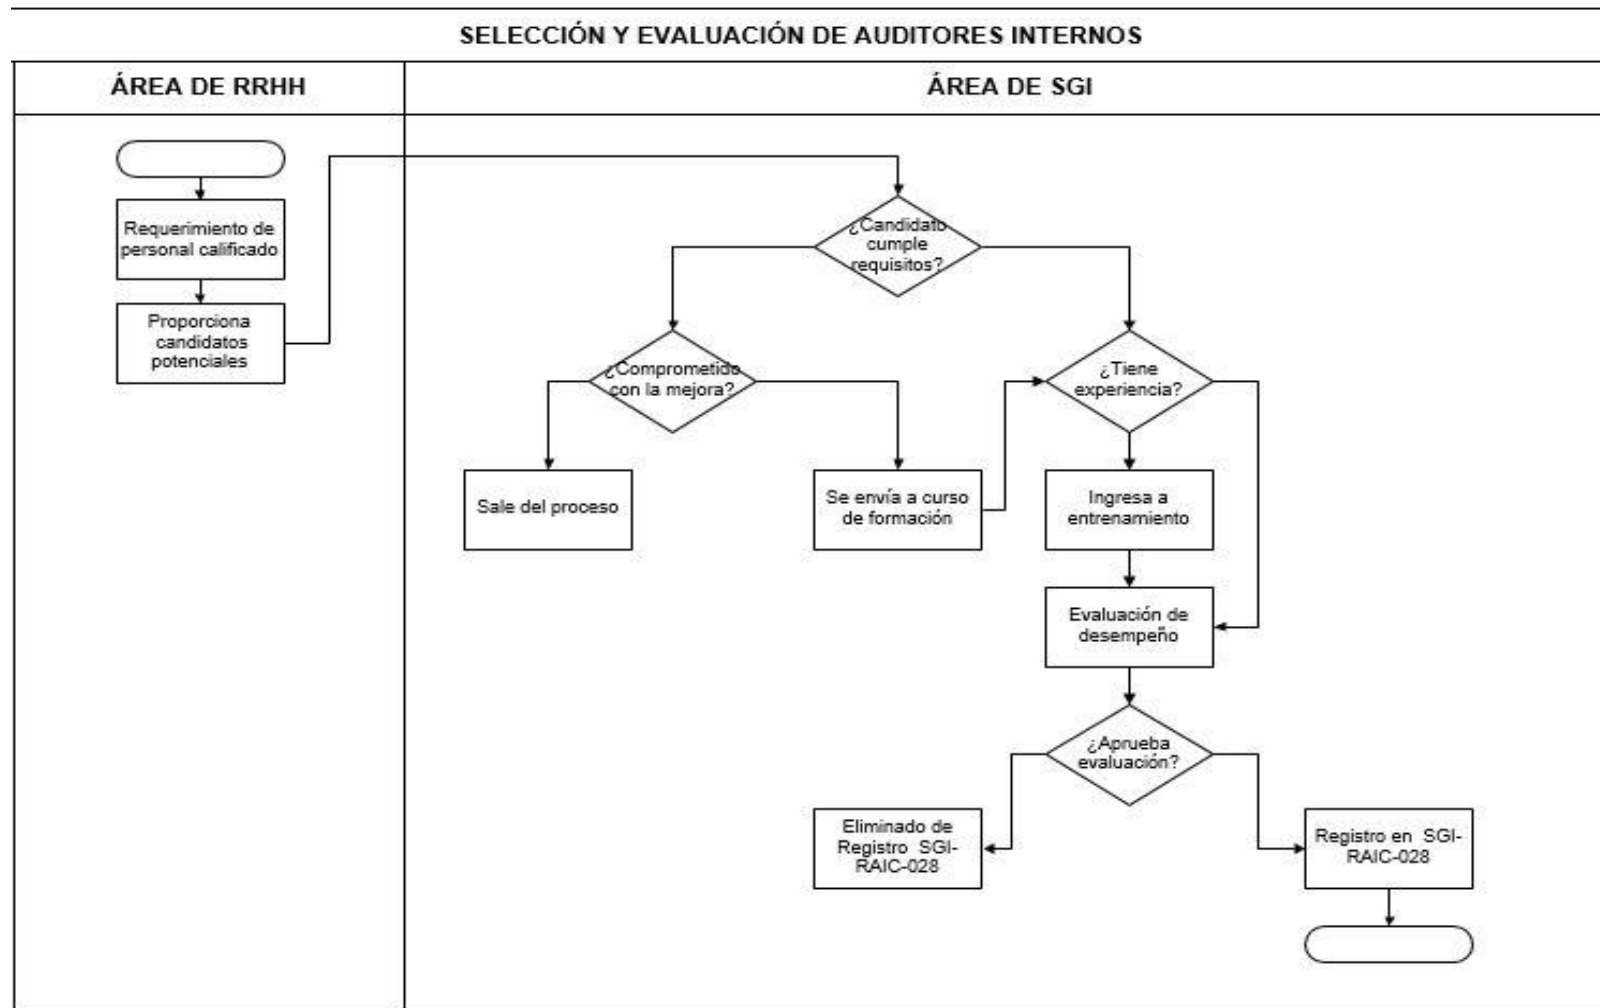 SELECCIÓN Y EVALUACIÓN DE AUDITORES INTERNOS
ÁREA DE RRHH
ÁREA DE SGI
Requerimiento de
personal calificado
Proporciona
candidatos
potenciales
¿Candidato
cumple
requisitos?
¿Comprometido
con la mejora?
¿Tiene
experiencia?
Sale del proceso
Se envía a curso
de formación
Ingresa a
entrenamiento
Evaluación de
desempeño
¿Aprueba
evaluación?
Eliminado de
Registro SGI-
RAIC-028
Registro en SGI-
RAIC-028